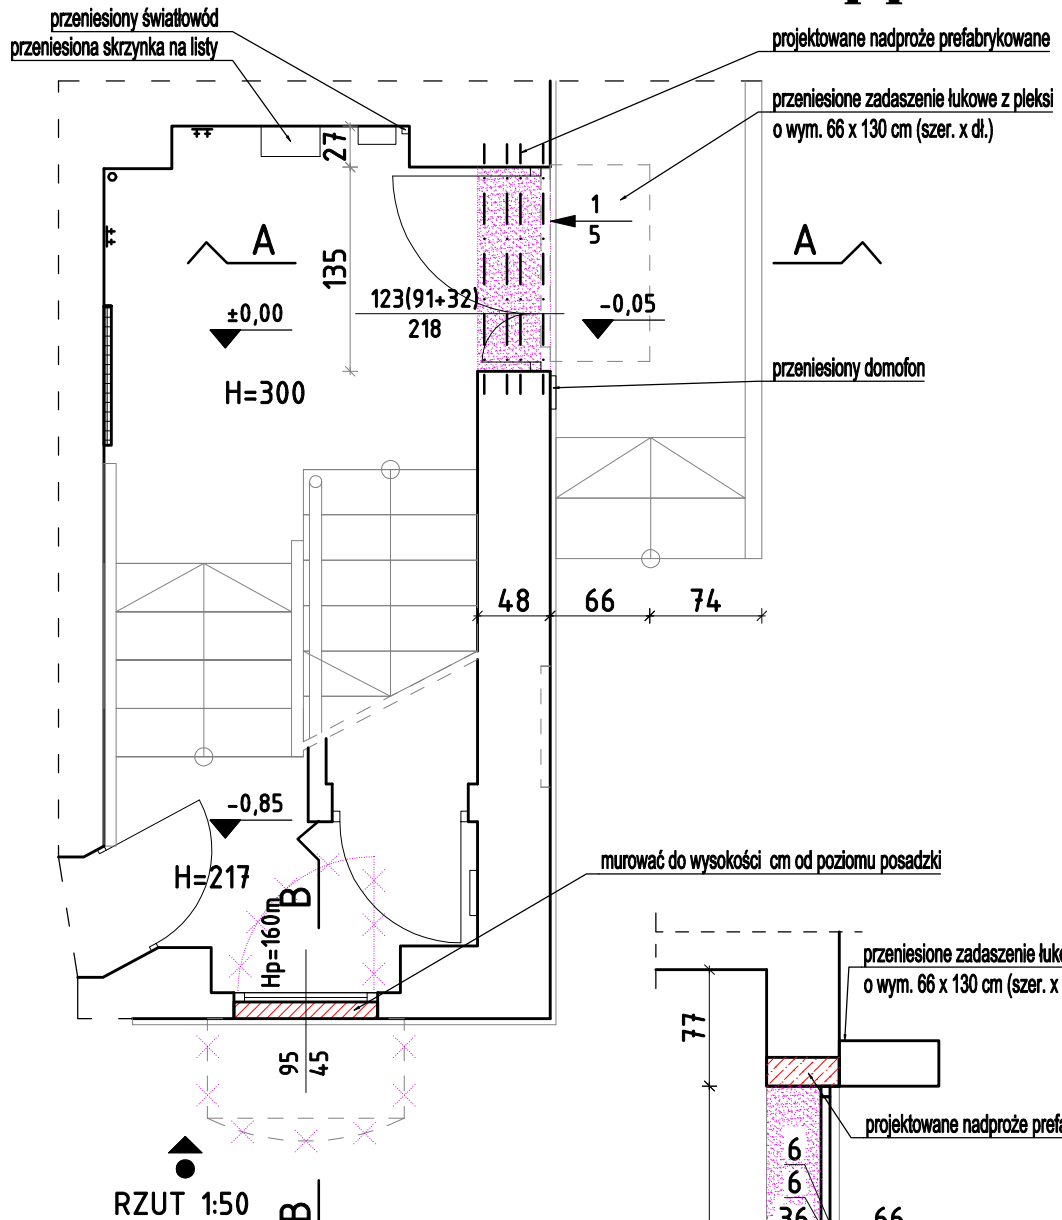 przeniesiony światłowód
przeniesiona skrzynka na listy
projektowane nadproże prefabrykowane
przeniesione zadaszenie łukowe z pleksi
o wym. 66 x 130 cm (szer. x dł.)
27
135
1
5
A
A
123(91+32)
218
±0,00
-0,05
H=300
przeniesiony domofon
48
66
74
-0,85
H=217
murować do wysokości cm od poziomu posadzki
B
Hp=160m
95
45
przeniesione zadaszenie łuk
o wym. 66 x 130 cm (szer. x
77
projektowane nadproże pref
6
6
36
66
RZUT 1:50
B